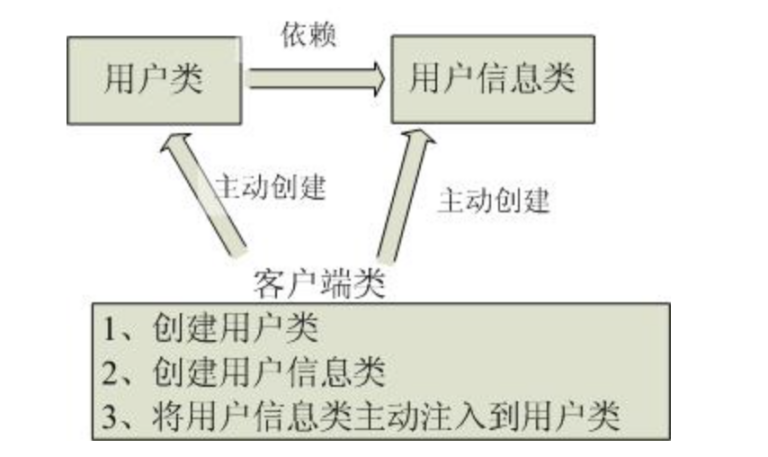 依赖
用户类
用户信息类
主动创建
主动创建
客户端类
1、创建用户类
2、创建用户信息类
3、将用户信息类主动注入到用户类